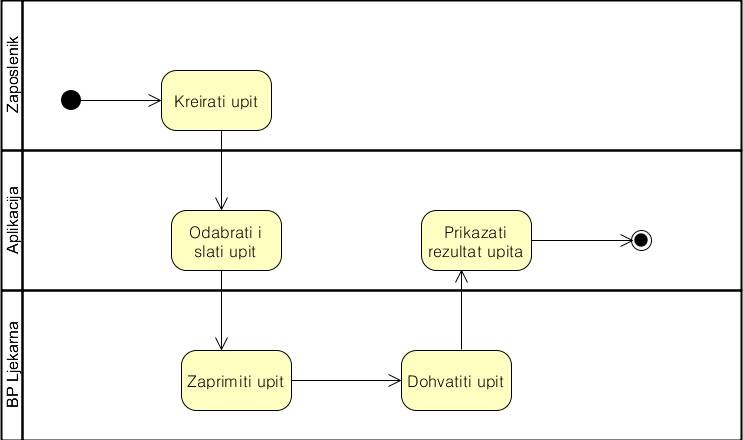 Zaposlenik
Kreirati upit
Aplikacija
Odabrati i
slati upit
Prikazati
rezultat upita
BP Ljekarna
Zaprimiti upit
Dohvatiti upit